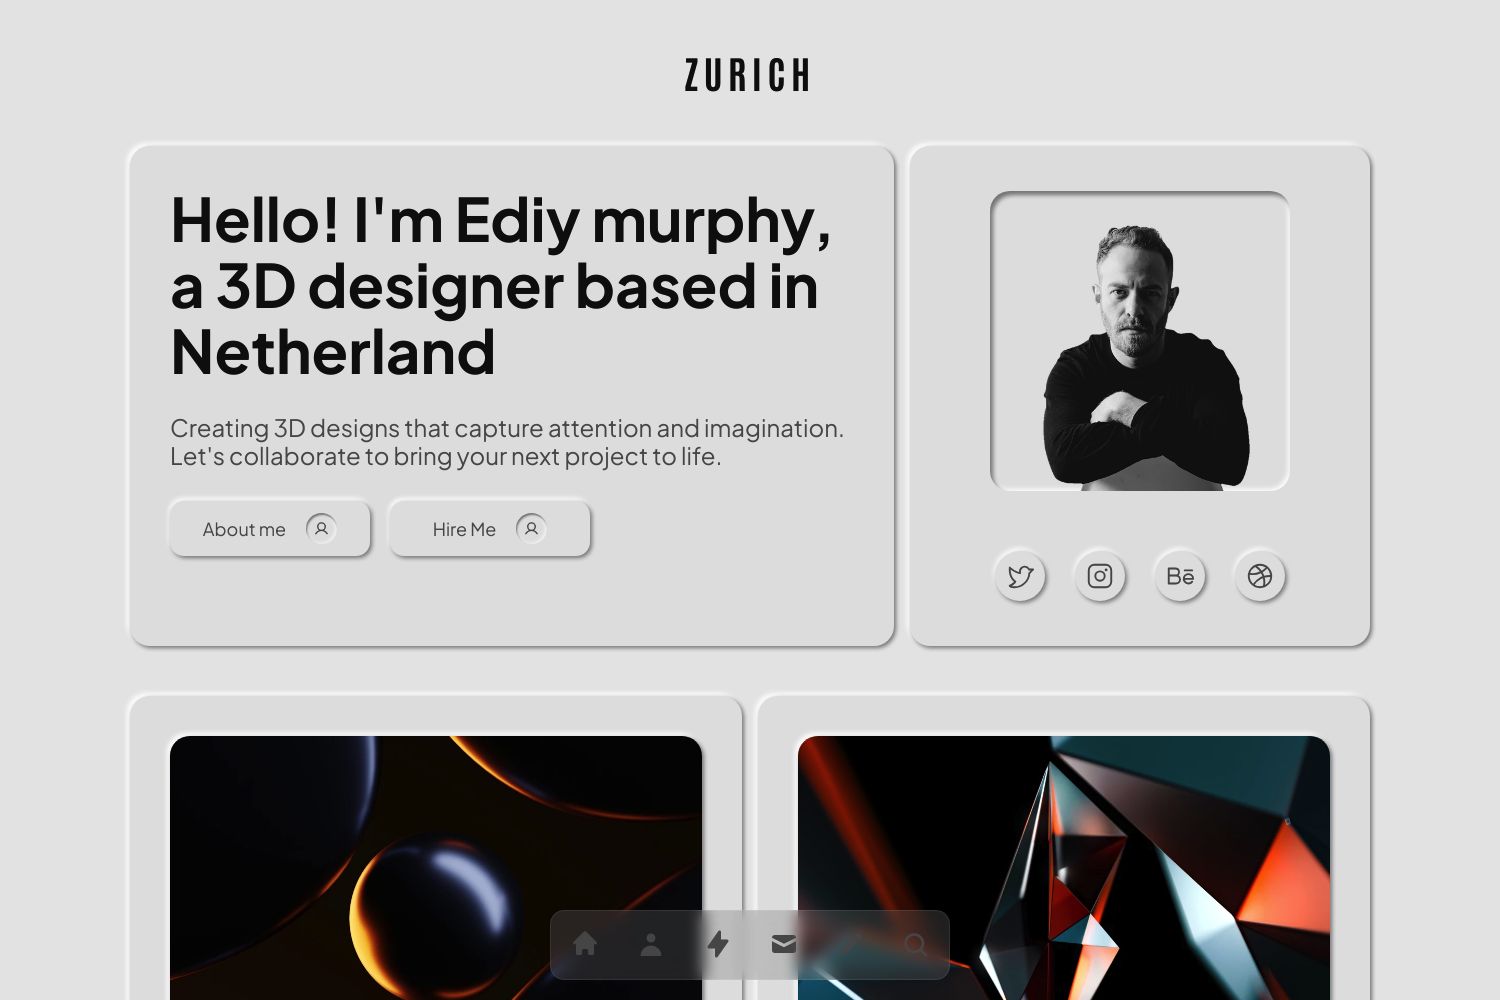 ZURICH
Hello! I'm Ediy murphy,
a 3D designer based in
Netherland
Creating 3D designs that capture attention and imagination.
Let's collaborate to bring your next project to life.
About me
Hire Me
Bē